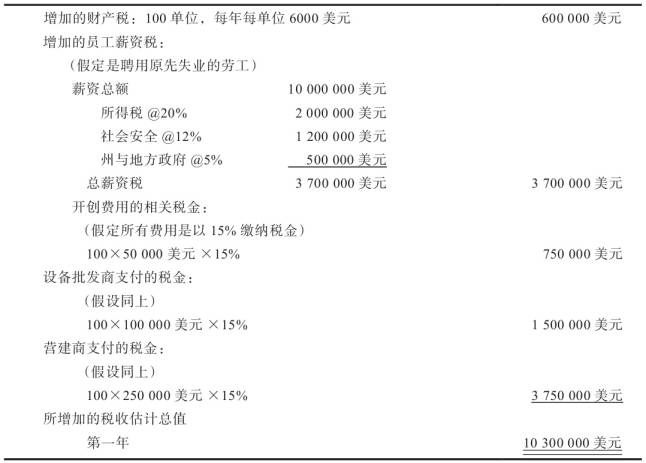 增加的财产税：100 单位，每年每单位 6000 美元 600 000 美元
增加的员工薪资税：
（假定是聘用原先失业的劳工）
薪资总额 10 000 000 美元
所得税 @20% 2 000 000 美元
社会安全 @12% 1 200 000 美元
州与地方政府 @5% 500 000 美元
总薪资税 3 700 000 美元 3 700 000 美元
开创费用的相关税金：
（假定所有费用是以 15% 缴纳税金）
100×50 000 美元 ×15% 750 000 美元
设备批发商支付的税金：
（假设同上）
100×100 000 美元 ×15% 1 500 000 美元
营建商支付的税金：
（假设同上）
100×250 000 美元 ×15% 3 750 000 美元
所增加的税收估计总值
第一年 10 300 000 美元